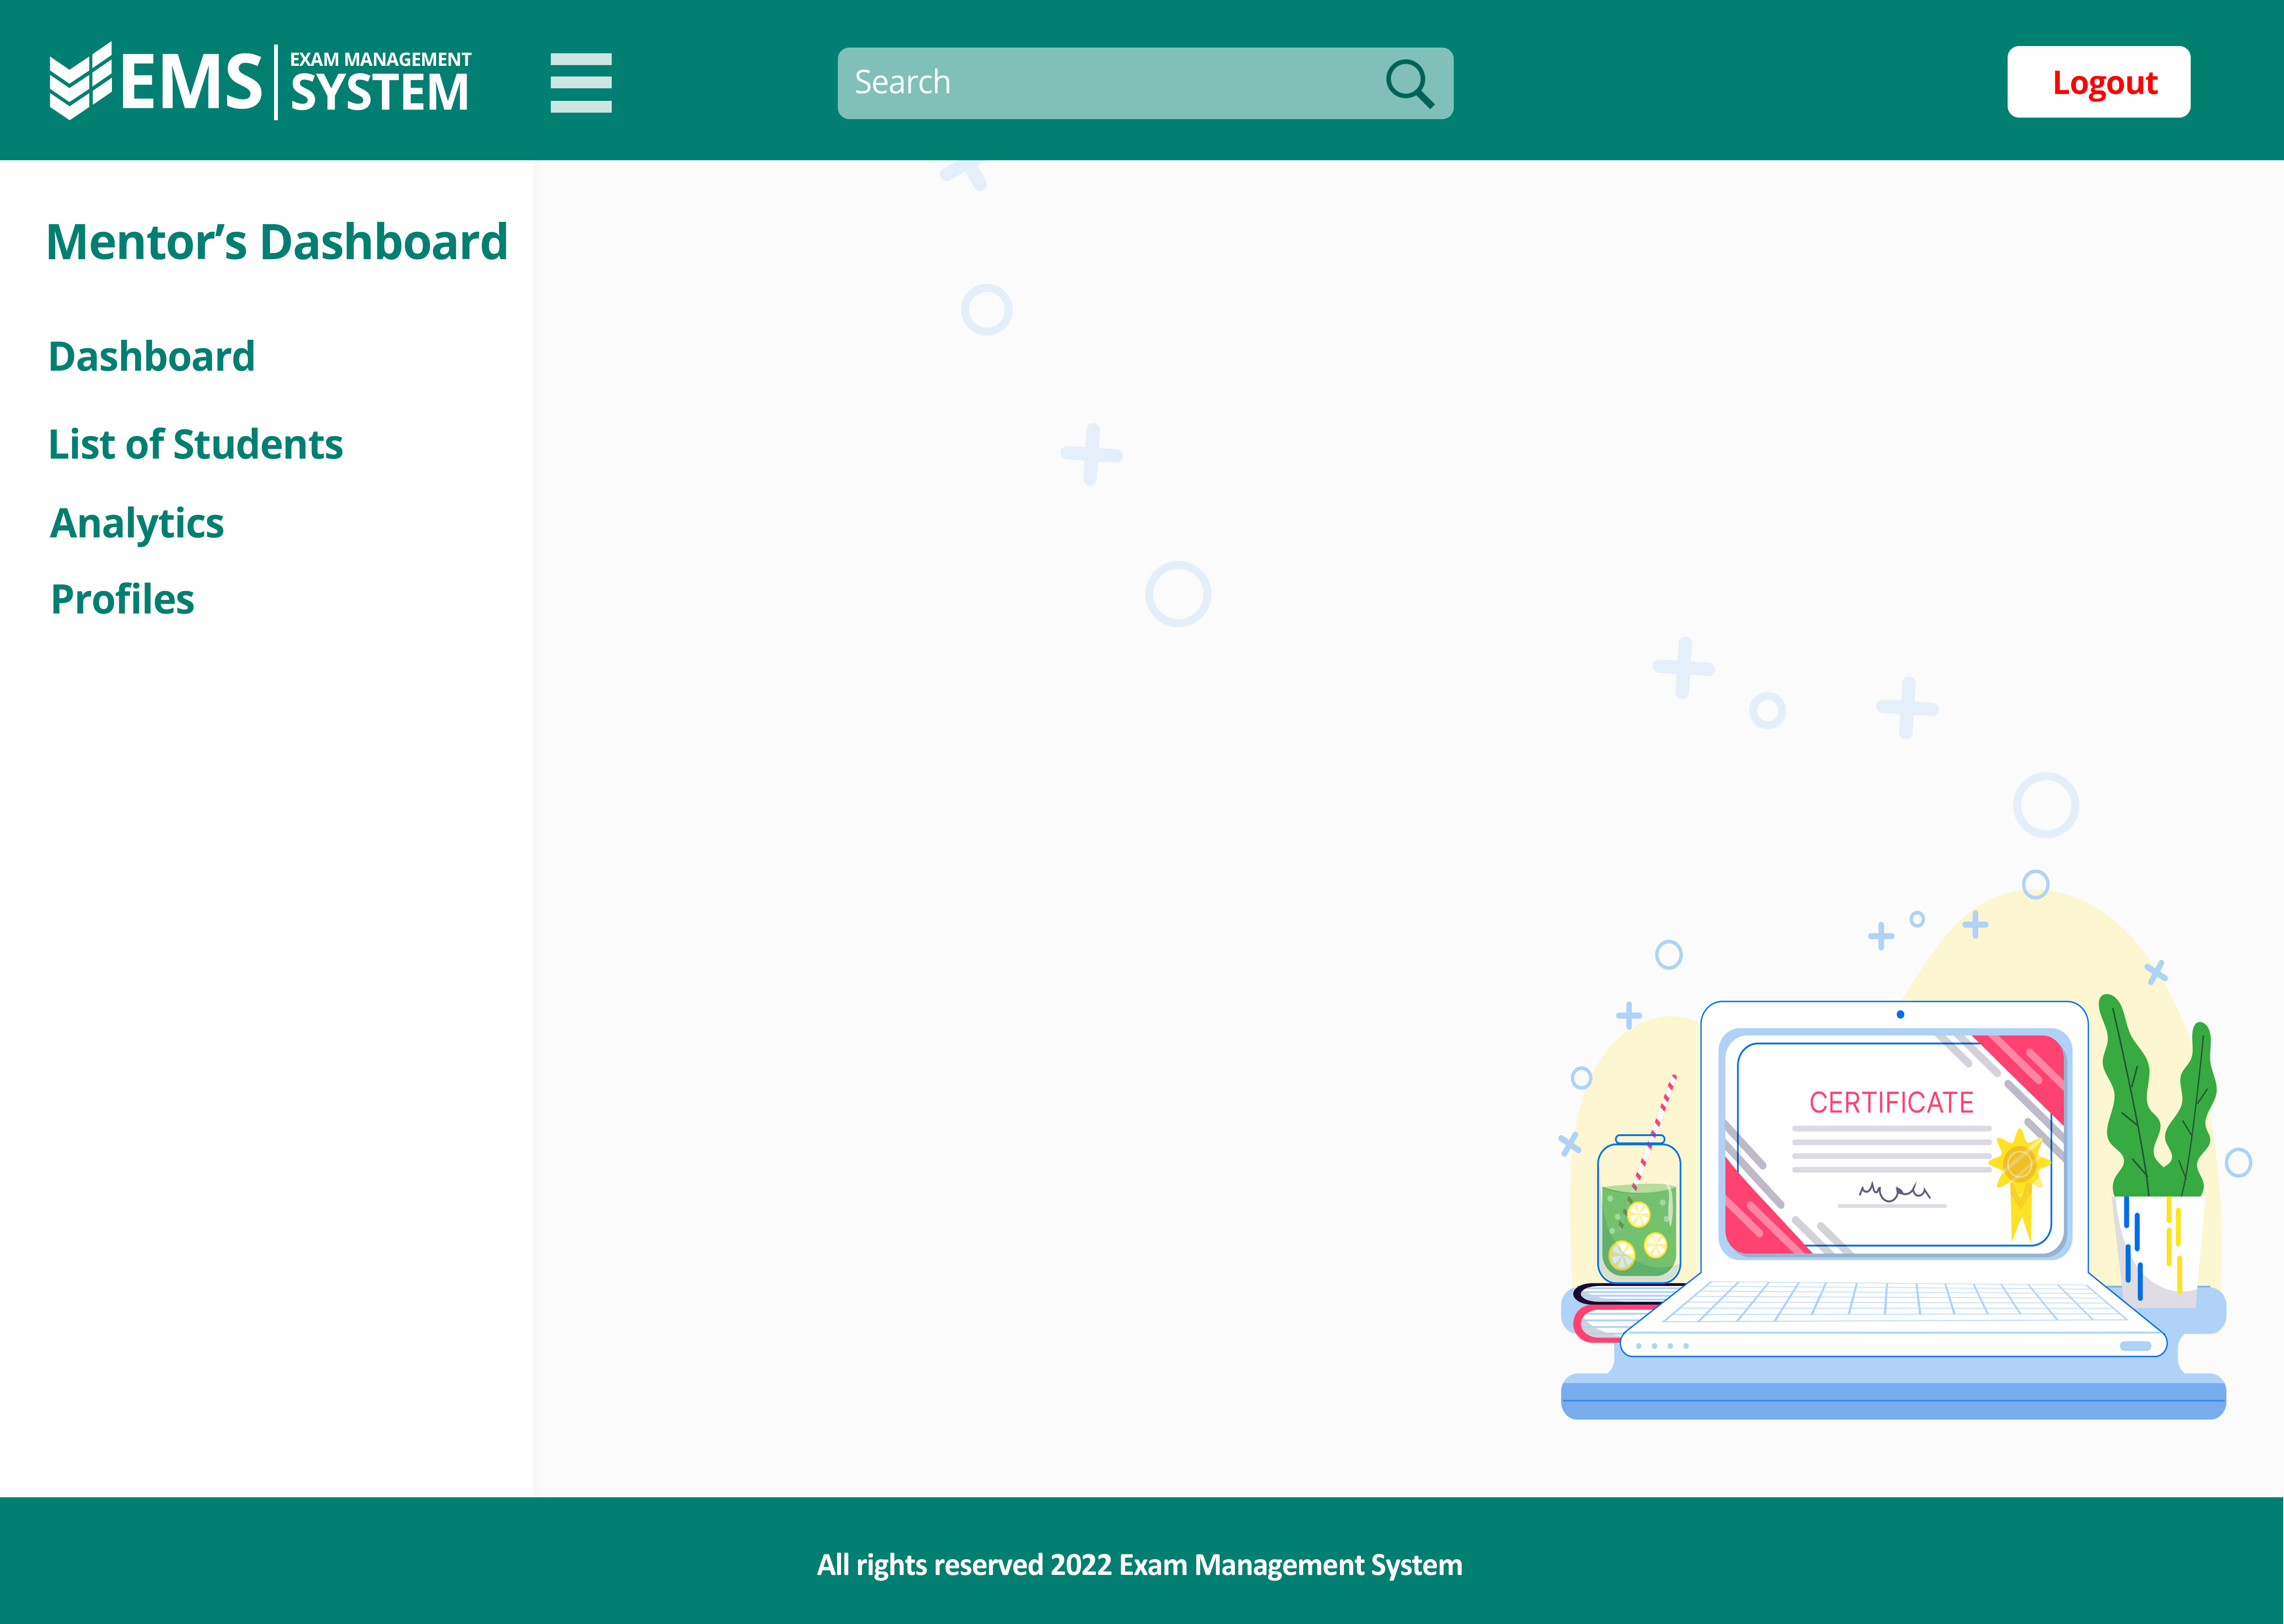 EMS
EXAM MANAGEMENT
SYSTEM
Search
Logout
Mentor’s Dashboard
Dashboard
List of Students
Analytics
Profiles
CERTIFICATE
All rights reserved 2022 Exam Management System